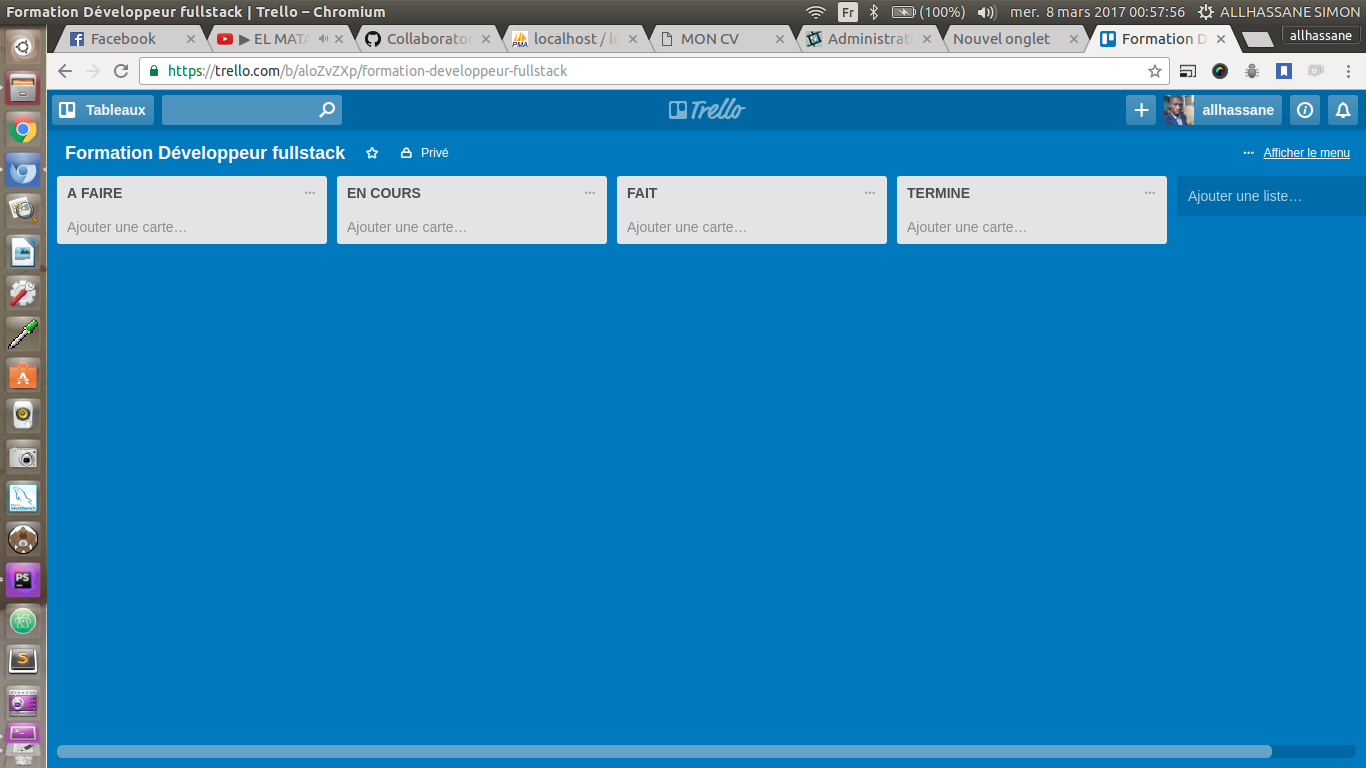 Formation Développeur fullstack | Trello – Chromium
Fr (100%) mer. 8 mars 2017 00:57:56 ALLHASSANE SIMON
Facebook ▶ EL MATA Collaborator localhost / lo MON CV Administrati Nouvel onglet Formation D allhassane
https://trello.com/b/aloZvZXp/formation-developpeur-fullstack
Tableaux Trello allhassane
Formation Développeur fullstack Privé ··· Afficher le menu
A FAIRE ··· EN COURS ··· FAIT ··· TERMINE ··· Ajouter une liste…
Ajouter une carte… Ajouter une carte… Ajouter une carte… Ajouter une carte…
PMA
Workbench
PS
S